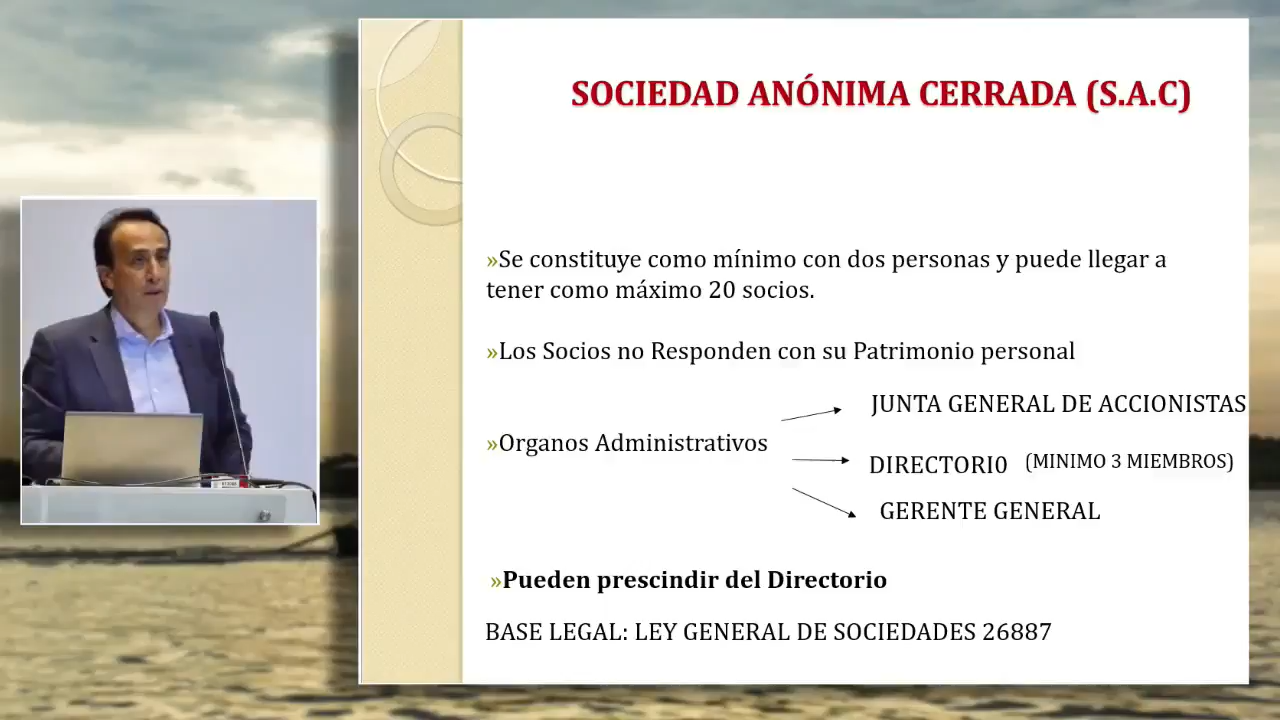 SOCIEDAD ANÓNIMA CERRADA (S.A.C)
»Se constituye como mínimo con dos personas y puede llegar a
tener como máximo 20 socios.
»Los Socios no Responden con su Patrimonio personal
JUNTA GENERAL DE ACCIONISTAS
»Organos Administrativos
DIRECTORI0 (MINIMO 3 MIEMBROS)
GERENTE GENERAL
»Pueden prescindir del Directorio
BASE LEGAL: LEY GENERAL DE SOCIEDADES 26887